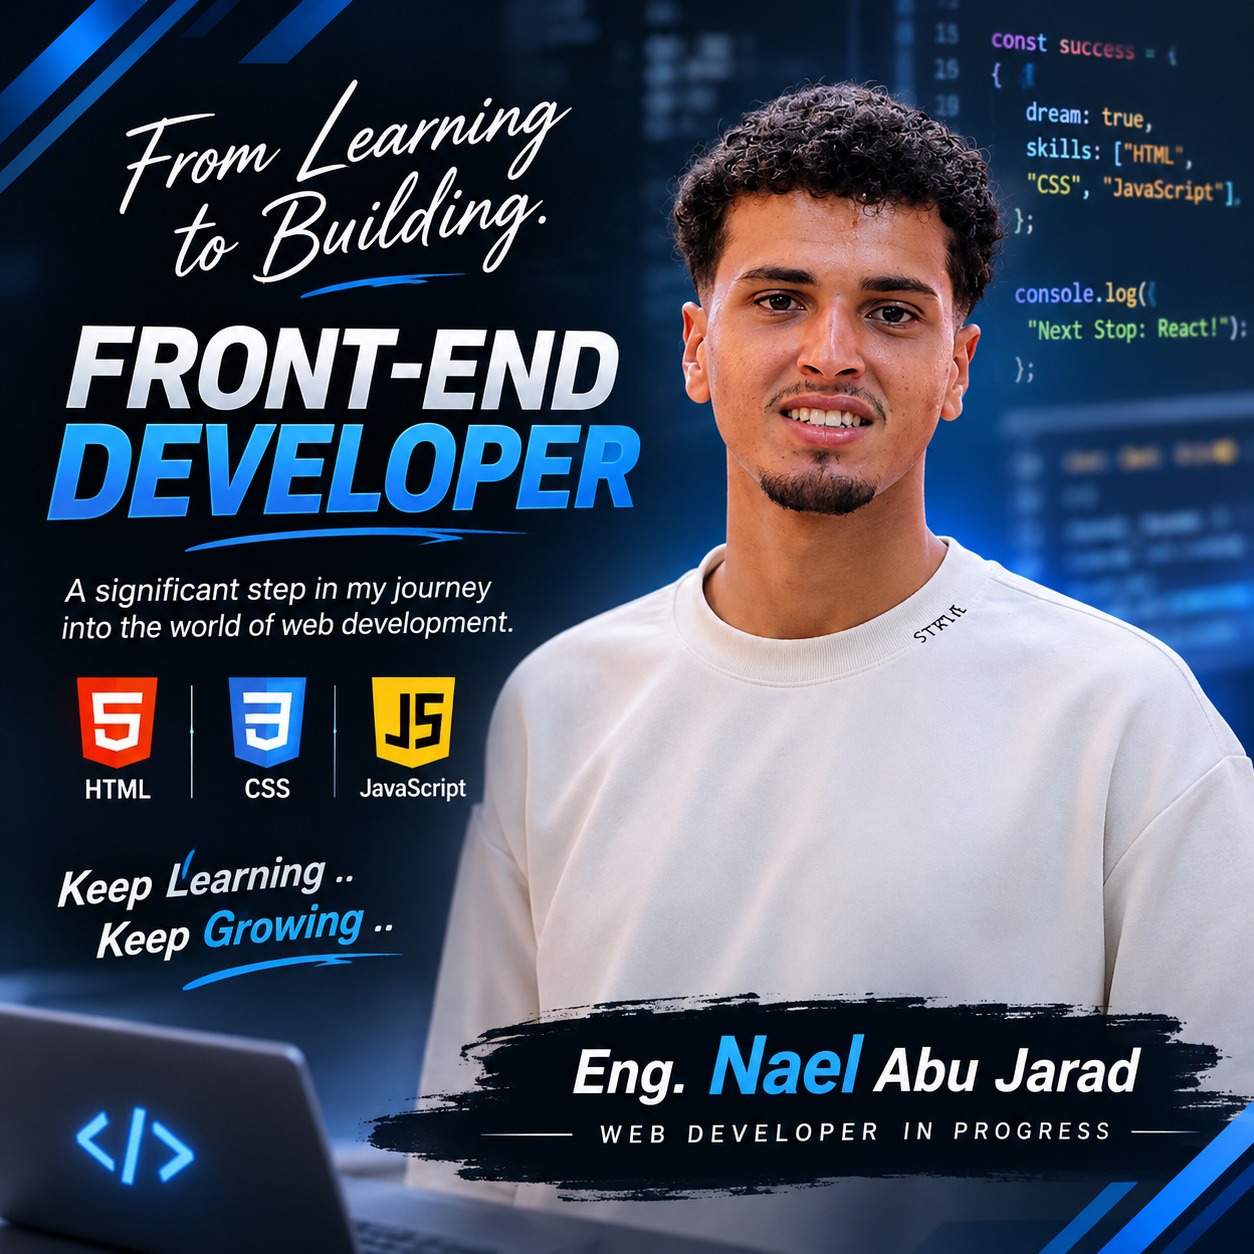 From Learning
to Building.
FRONT-END
DEVELOPER
A significant step in my journey
into the world of web development.
HTML
CSS
JavaScript
Keep Learning ..
Keep Growing ..
15 const success = {
16 {
dream: true,
skills: ["HTML",
"CSS", "JavaScript"],
};
console.log(
"Next Stop: React!");
};
Eng. Nael Abu Jarad
WEB DEVELOPER IN PROGRESS